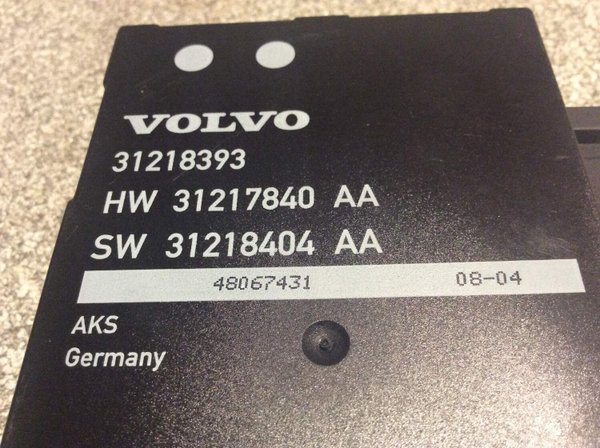 VOLVO
31218393
HW 31217840 AA
SW 31218404 AA
48067431 08-04
AKS
Germany